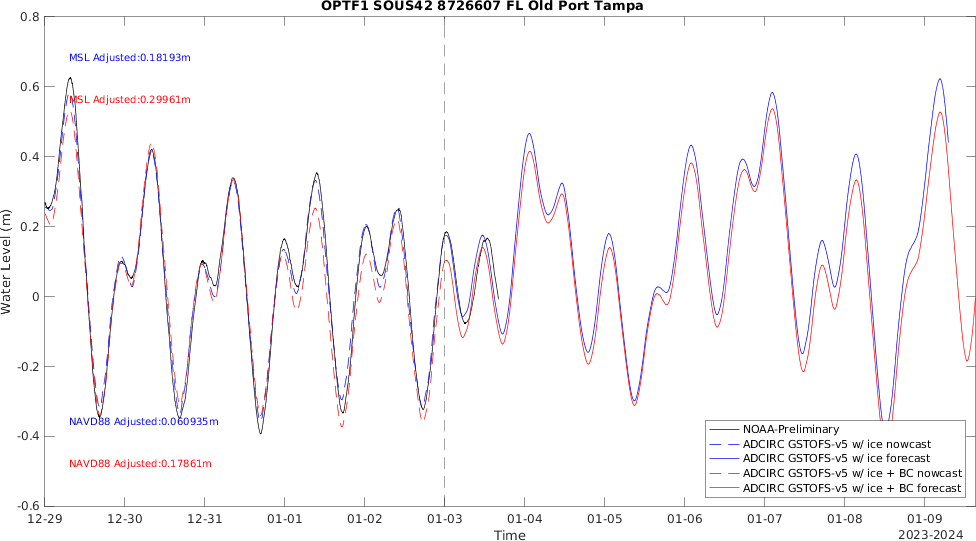 OPTF1 SOUS42 8726607 FL Old Port Tampa
0.8
0.6
0.4
0.2
0
-0.2
-0.4
-0.6
Water Level (m)
MSL Adjusted:0.18193m
MSL Adjusted:0.29961m
NAVD88 Adjusted:0.060935m
NAVD88 Adjusted:0.17861m
NOAA-Preliminary
ADCIRC GSTOFS-v5 w/ ice nowcast
ADCIRC GSTOFS-v5 w/ ice forecast
ADCIRC GSTOFS-v5 w/ ice + BC nowcast
ADCIRC GSTOFS-v5 w/ ice + BC forecast
12-29 12-30 12-31 01-01 01-02 01-03 01-04 01-05 01-06 01-07 01-08 01-09
Time
2023-2024